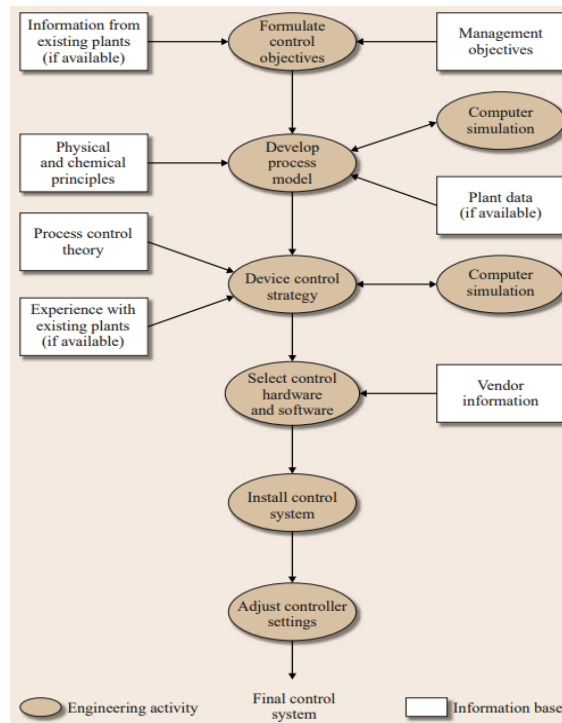 Information from
existing plants
(if available)
Formulate
control
objectives
Management
objectives
Computer
simulation
Physical
and chemical
principles
Develop
process
model
Plant data
(if available)
Process control
theory
Device control
strategy
Computer
simulation
Experience with
existing plants
(if available)
Select control
hardware
and software
Vendor
information
Install control
system
Adjust controller
settings
Engineering activity
Final control
system
Information base